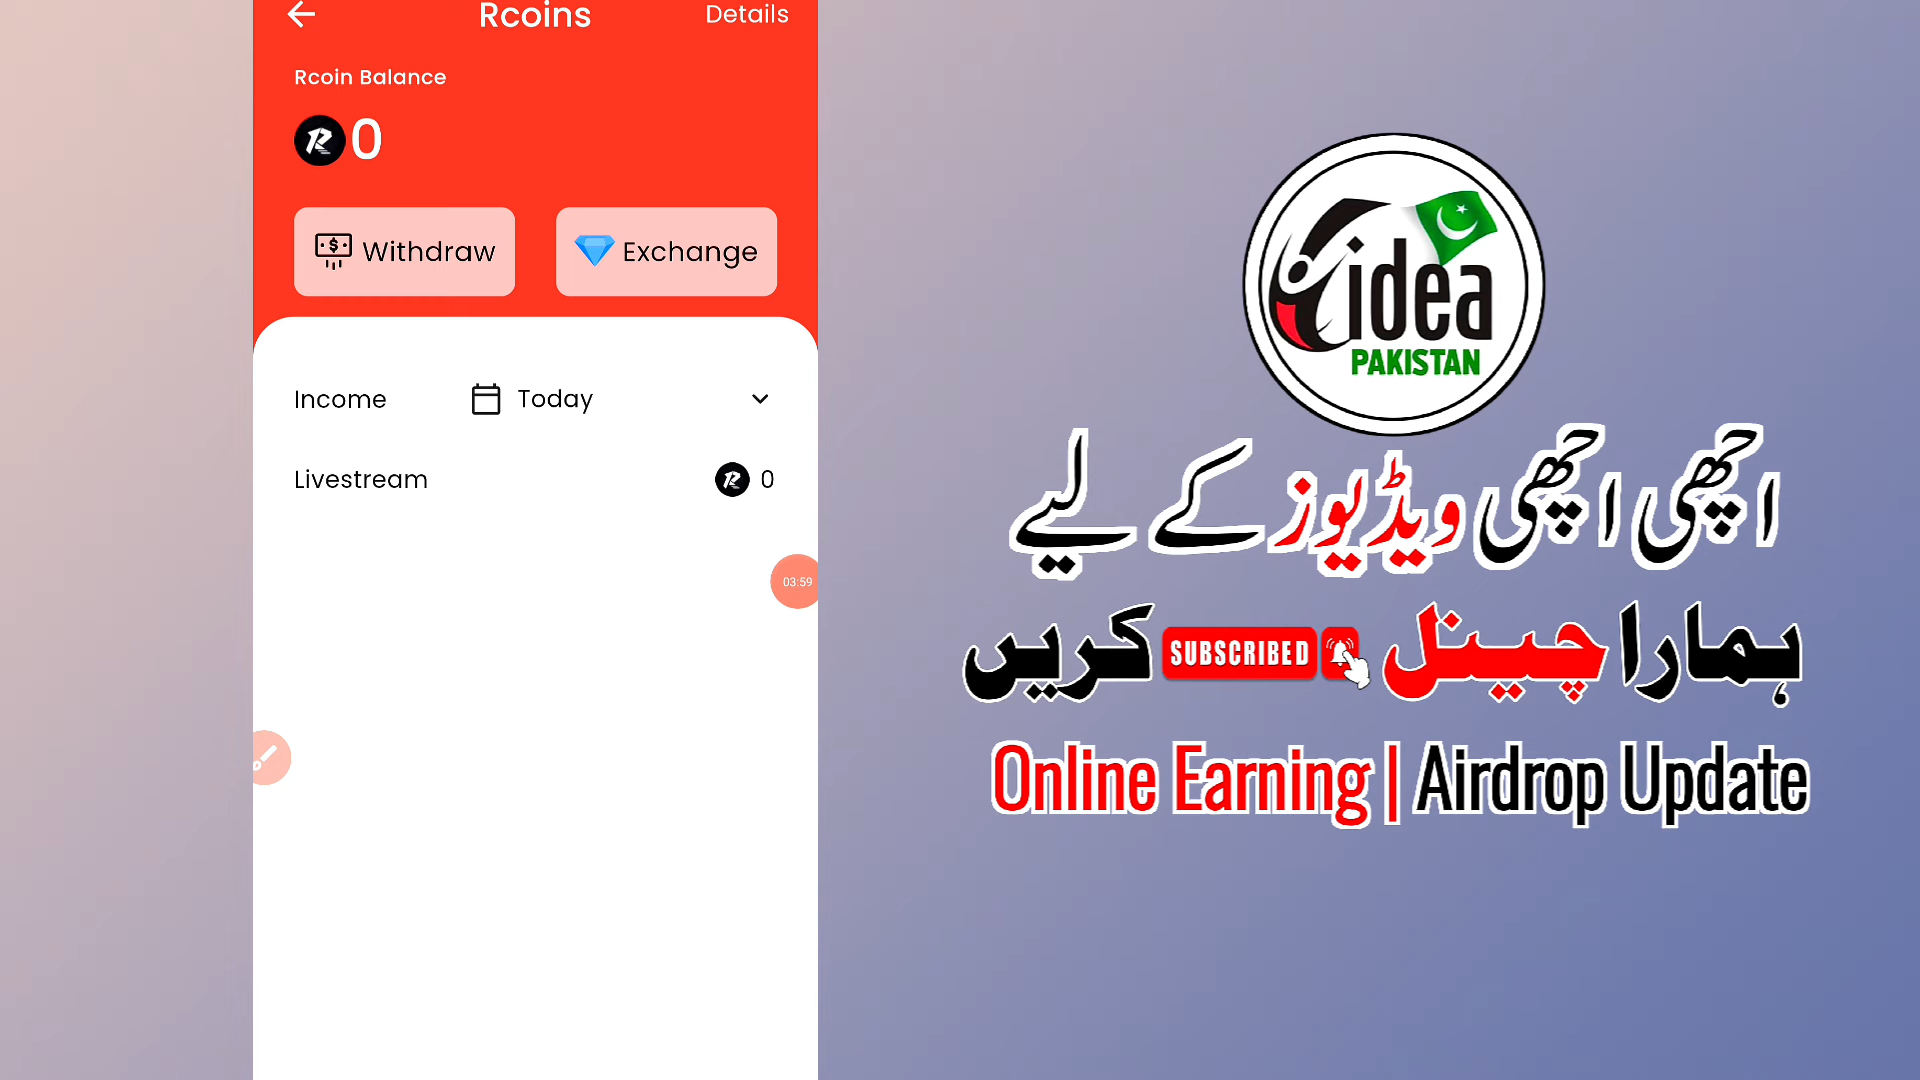 Rcoins
Details
Rcoin Balance
0
Withdraw
Exchange
Income
Today
Livestream
0
03:59
idea
PAKISTAN
اچھی اچھی ویڈیوز کے لیے
ہمارا چینل SUBSCRIBED کریں
Online Earning | Airdrop Update